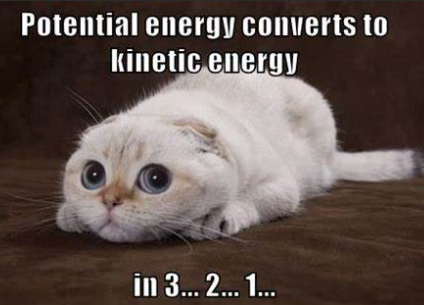 Potential energy converts to
kinetic energy
in 3... 2... 1...